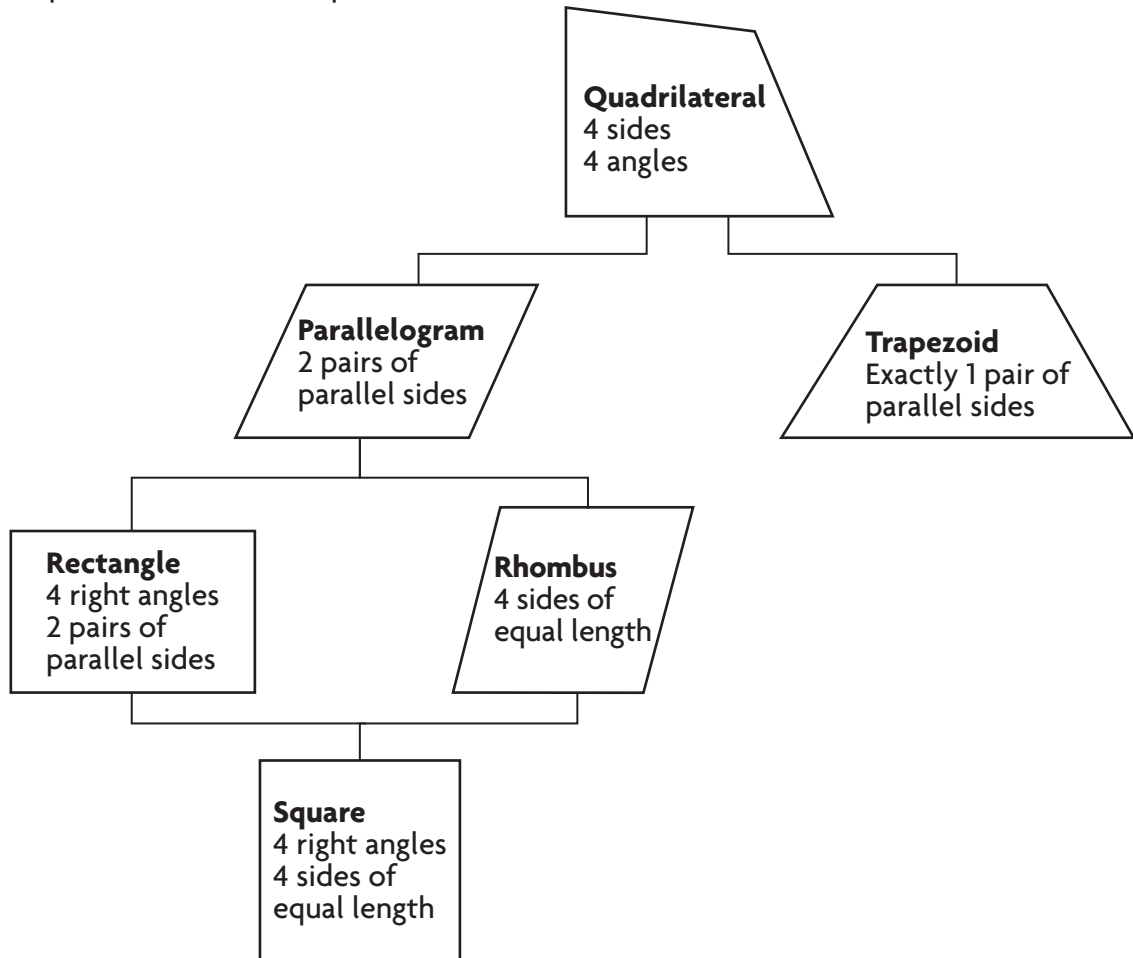 Quadrilateral
4 sides
4 angles
Parallelogram
2 pairs of
parallel sides
Trapezoid
Exactly 1 pair of
parallel sides
Rectangle
4 right angles
2 pairs of
parallel sides
Rhombus
4 sides of
equal length
Square
4 right angles
4 sides of
equal length